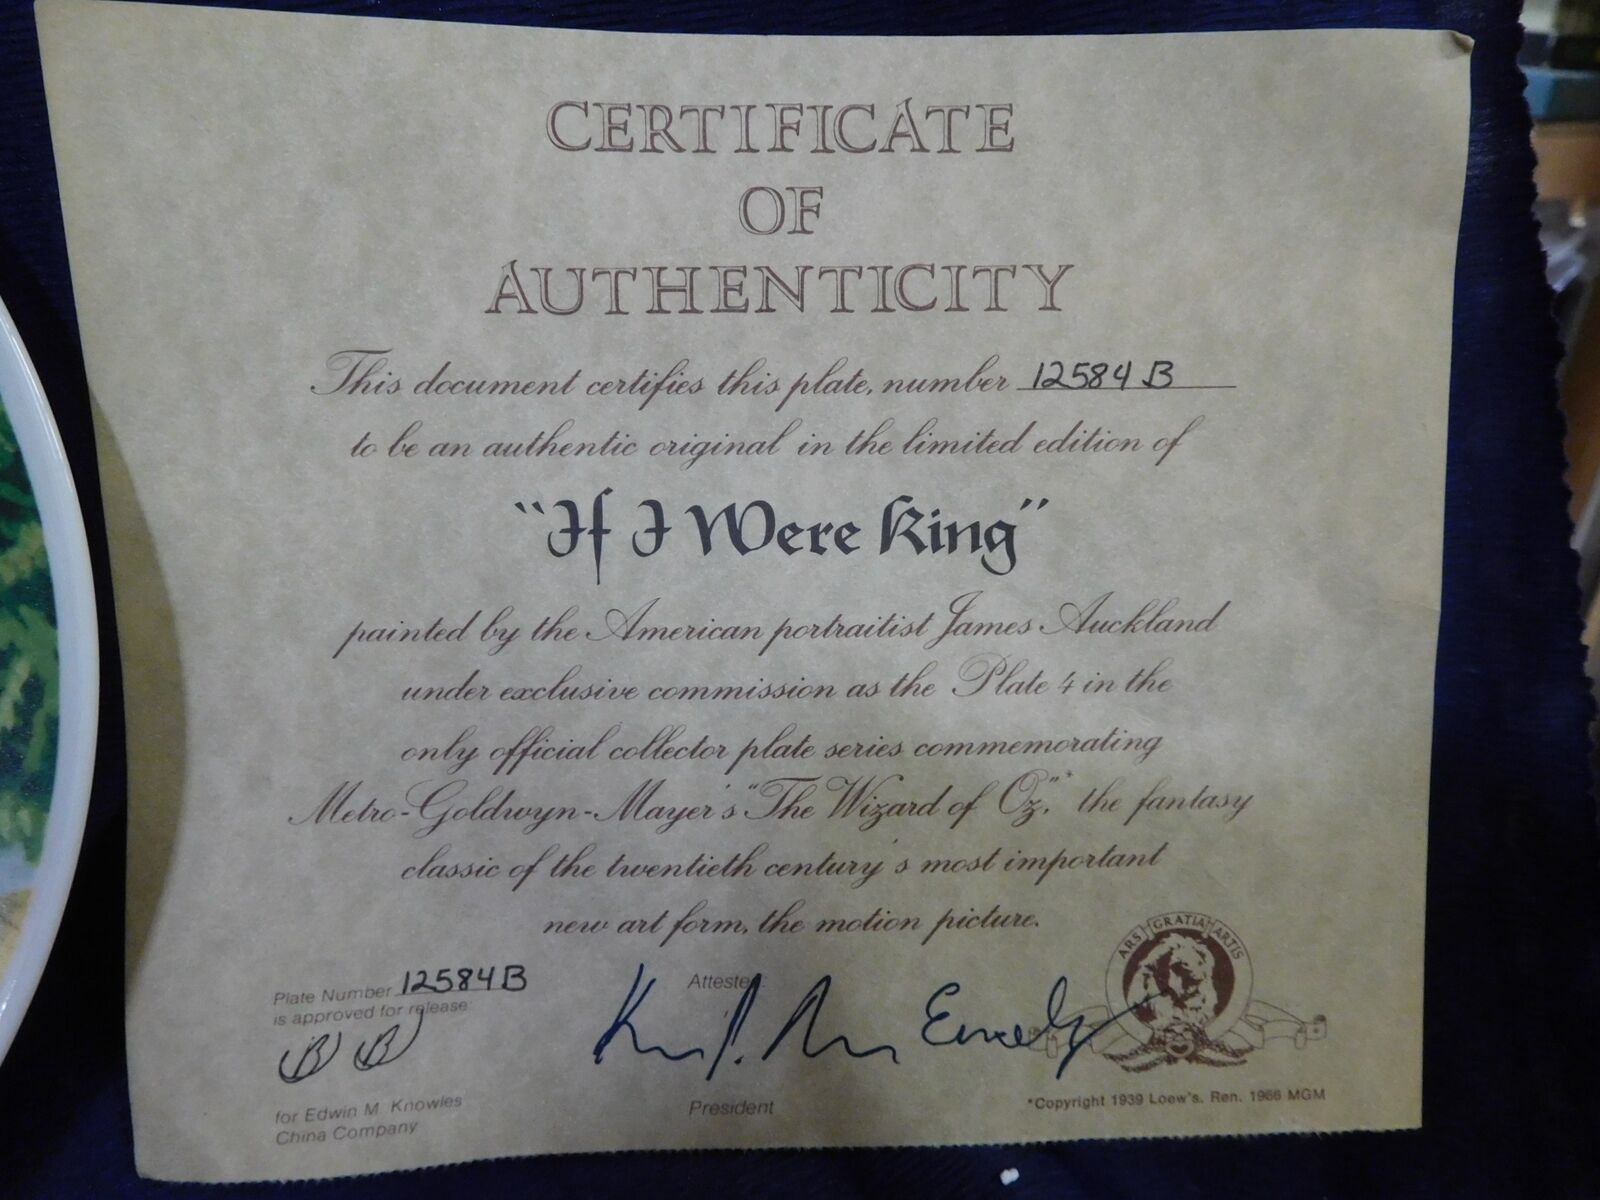 CERTIFICATE
OF
AUTHENTICITY
This document certifies this plate, number 12584 B
to be an authentic original in the limited edition of
"If I Were King"
painted by the American portraitist James Auckland
under exclusive commission as the Plate 4 in the
only official collector plate series commemorating
Metro-Goldwyn-Mayer's "The Wizard of Oz,"* the fantasy
classic of the twentieth century's most important
new art form, the motion picture.
Plate Number 12584 B
is approved for release:
BB
for Edwin M. Knowles
China Company
Attested:
President
ARS GRATIA ARTIS
*Copyright 1939 Loew's. Ren. 1966 MGM